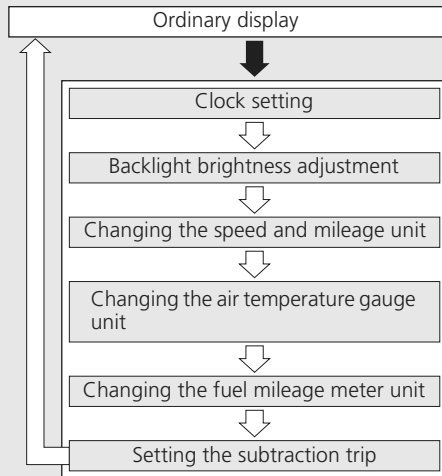 Ordinary display
Clock setting
Backlight brightness adjustment
Changing the speed and mileage unit
Changing the air temperature gauge
unit
Changing the fuel mileage meter unit
Setting the subtraction trip